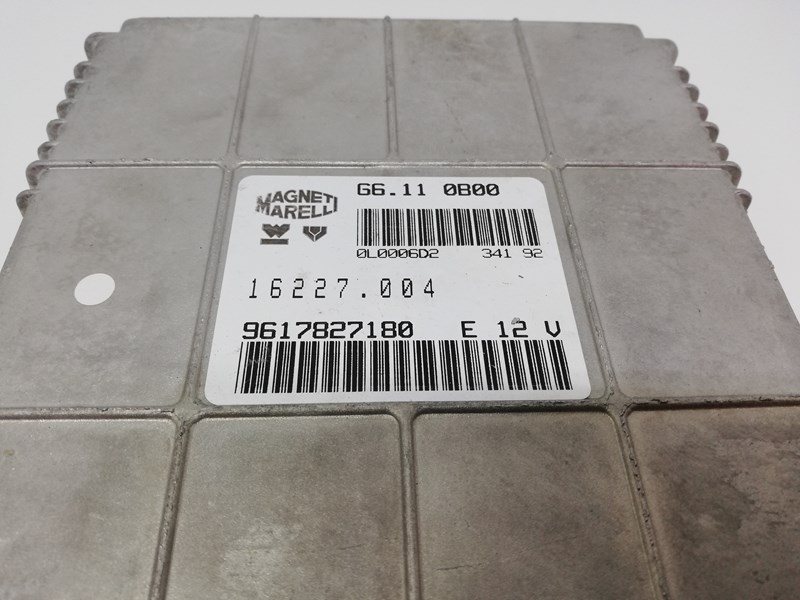 MAGNETI
MARELLI
G6.11 0B00
0L0006D2 341 92
16227.004
9617827180 E 12 V